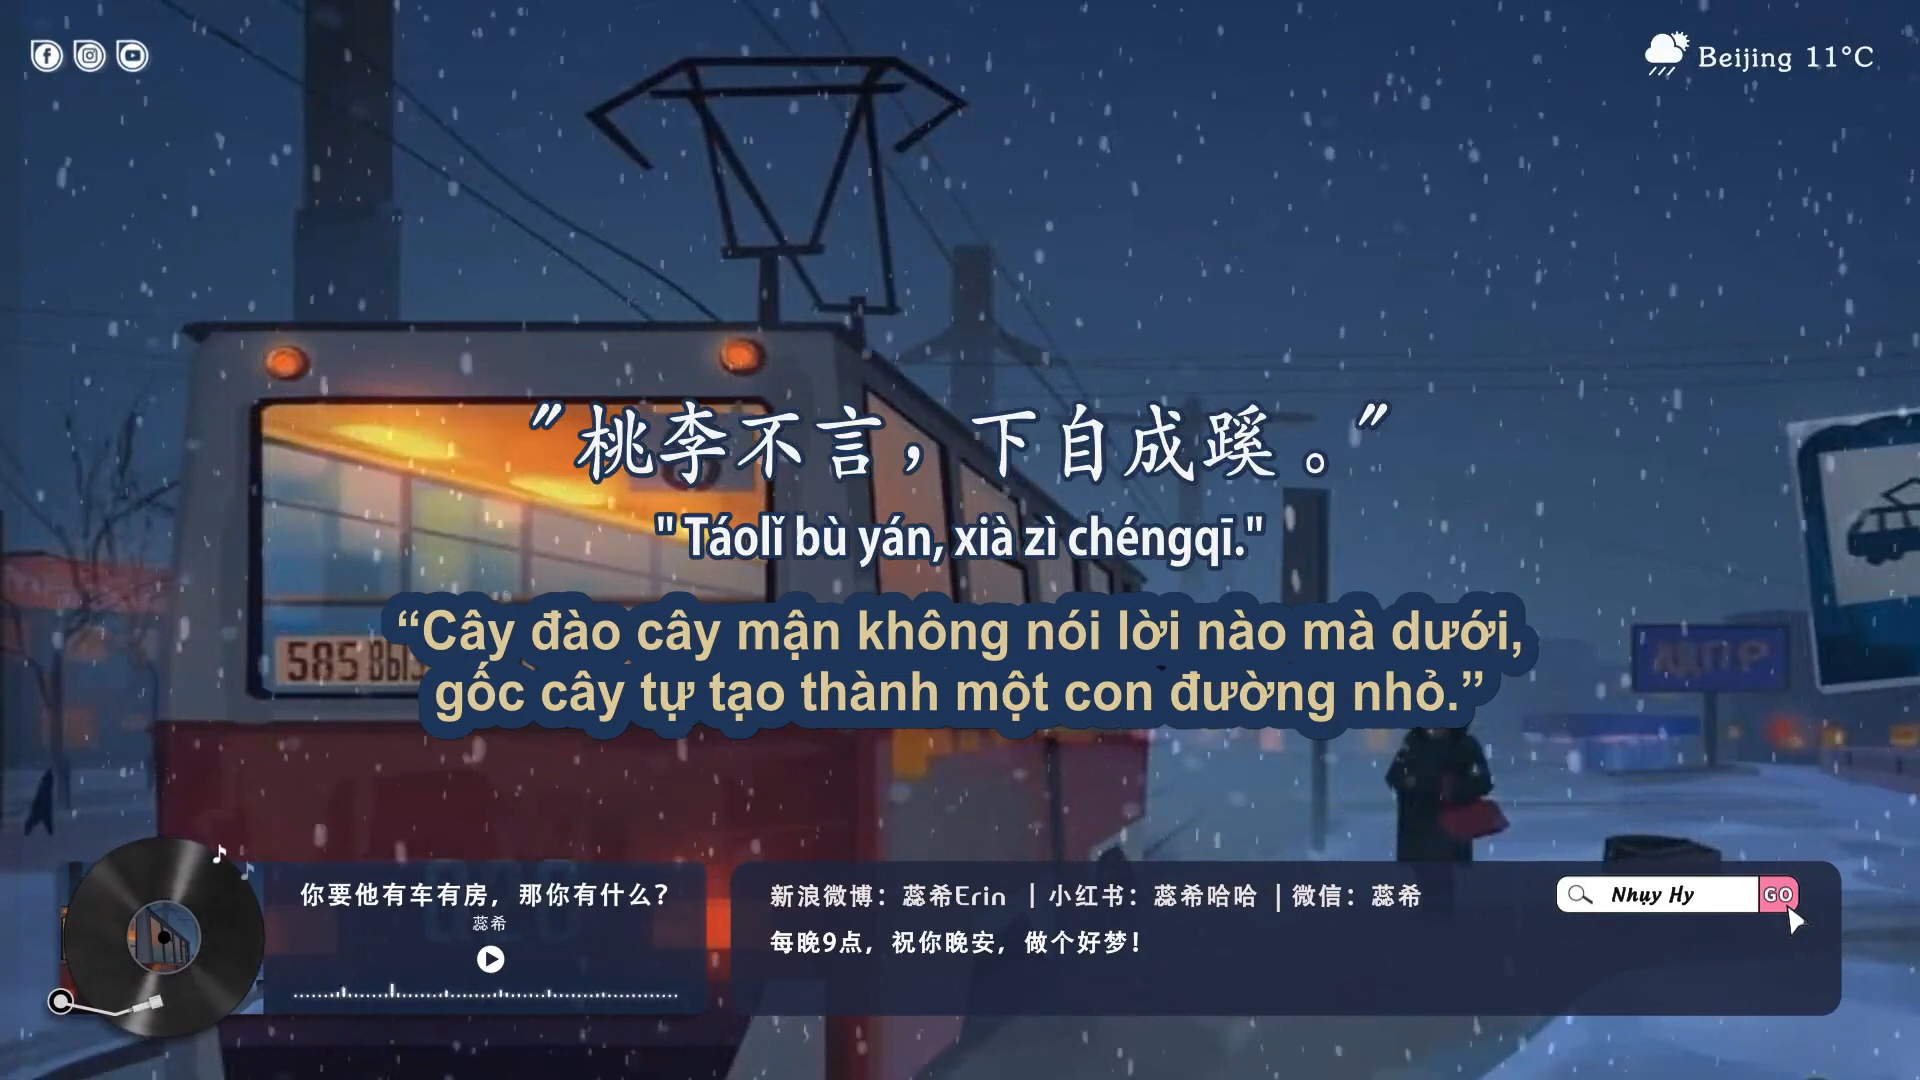 Beijing 11°C
"桃李不言，下自成蹊。"
"Táolǐ bù yán, xià zì chéngqī."
“Cây đào cây mận không nói lời nào mà dưới,
gốc cây tự tạo thành một con đường nhỏ.”
585
你要他有车有房，那你有什么？
蕊希
新浪微博：蕊希Erin ｜小红书：蕊希哈哈 ｜微信：蕊希
每晚9点，祝你晚安，做个好梦！
Nhụy Hy
GO